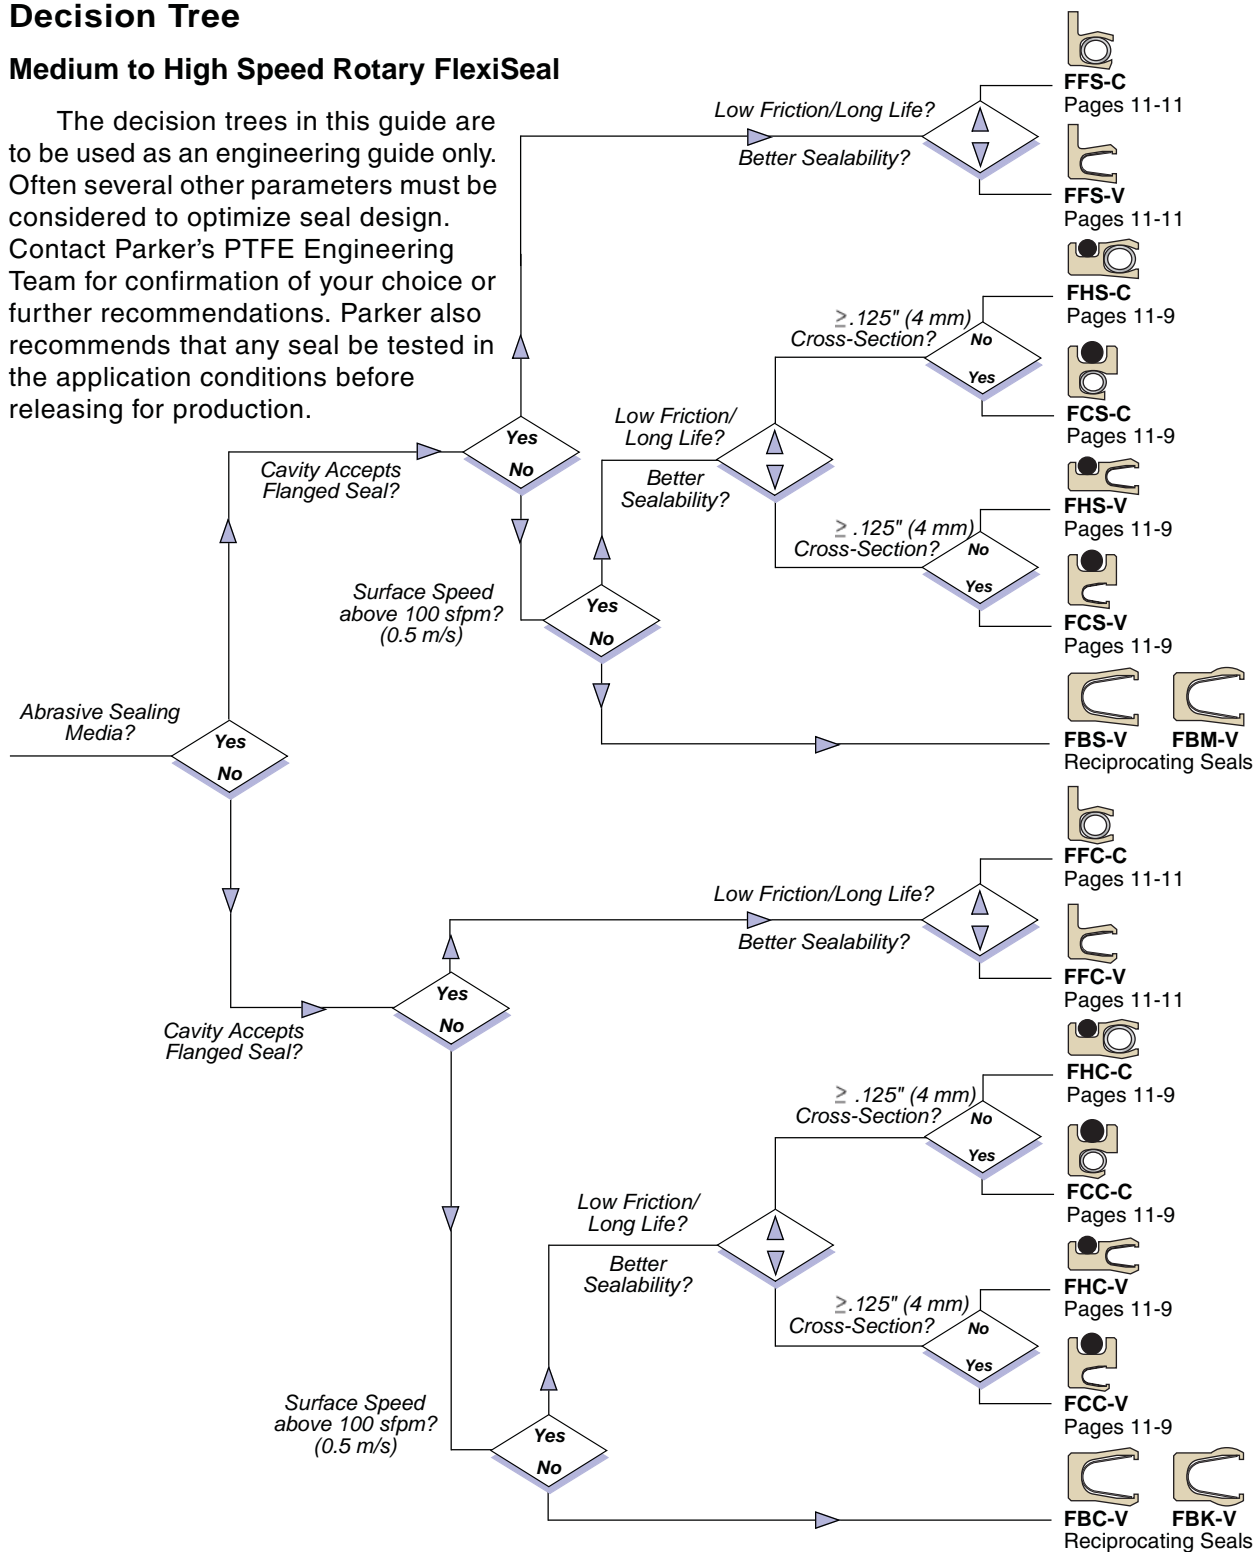 Decision Tree
Medium to High Speed Rotary FlexiSeal
The decision trees in this guide are
to be used as an engineering guide only.
Often several other parameters must be
considered to optimize seal design.
Contact Parker's PTFE Engineering
Team for confirmation of your choice or
further recommendations. Parker also
recommends that any seal be tested in
the application conditions before
releasing for production.
Low Friction/Long Life?
Better Sealability?
FFS-C
Pages 11-11
FFS-V
Pages 11-11
≥.125" (4 mm)
Cross-Section?
No
Yes
FHS-C
Pages 11-9
FCS-C
Pages 11-9
Cavity Accepts
Flanged Seal?
Yes
No
Low Friction/
Long Life?
Better
Sealability?
≥ .125" (4 mm)
Cross-Section?
No
Yes
FHS-V
Pages 11-9
FCS-V
Pages 11-9
Surface Speed
above 100 sfpm?
(0.5 m/s)
Yes
No
FBS-V
FBM-V
Reciprocating Seals
Abrasive Sealing
Media?
Yes
No
Low Friction/Long Life?
Better Sealability?
FFC-C
Pages 11-11
FFC-V
Pages 11-11
Cavity Accepts
Flanged Seal?
Yes
No
≥ .125" (4 mm)
Cross-Section?
No
Yes
FHC-C
Pages 11-9
FCC-C
Pages 11-9
Low Friction/
Long Life?
Better
Sealability?
≥.125" (4 mm)
Cross-Section?
No
Yes
FHC-V
Pages 11-9
FCC-V
Pages 11-9
Surface Speed
above 100 sfpm?
(0.5 m/s)
Yes
No
FBC-V
FBK-V
Reciprocating Seals